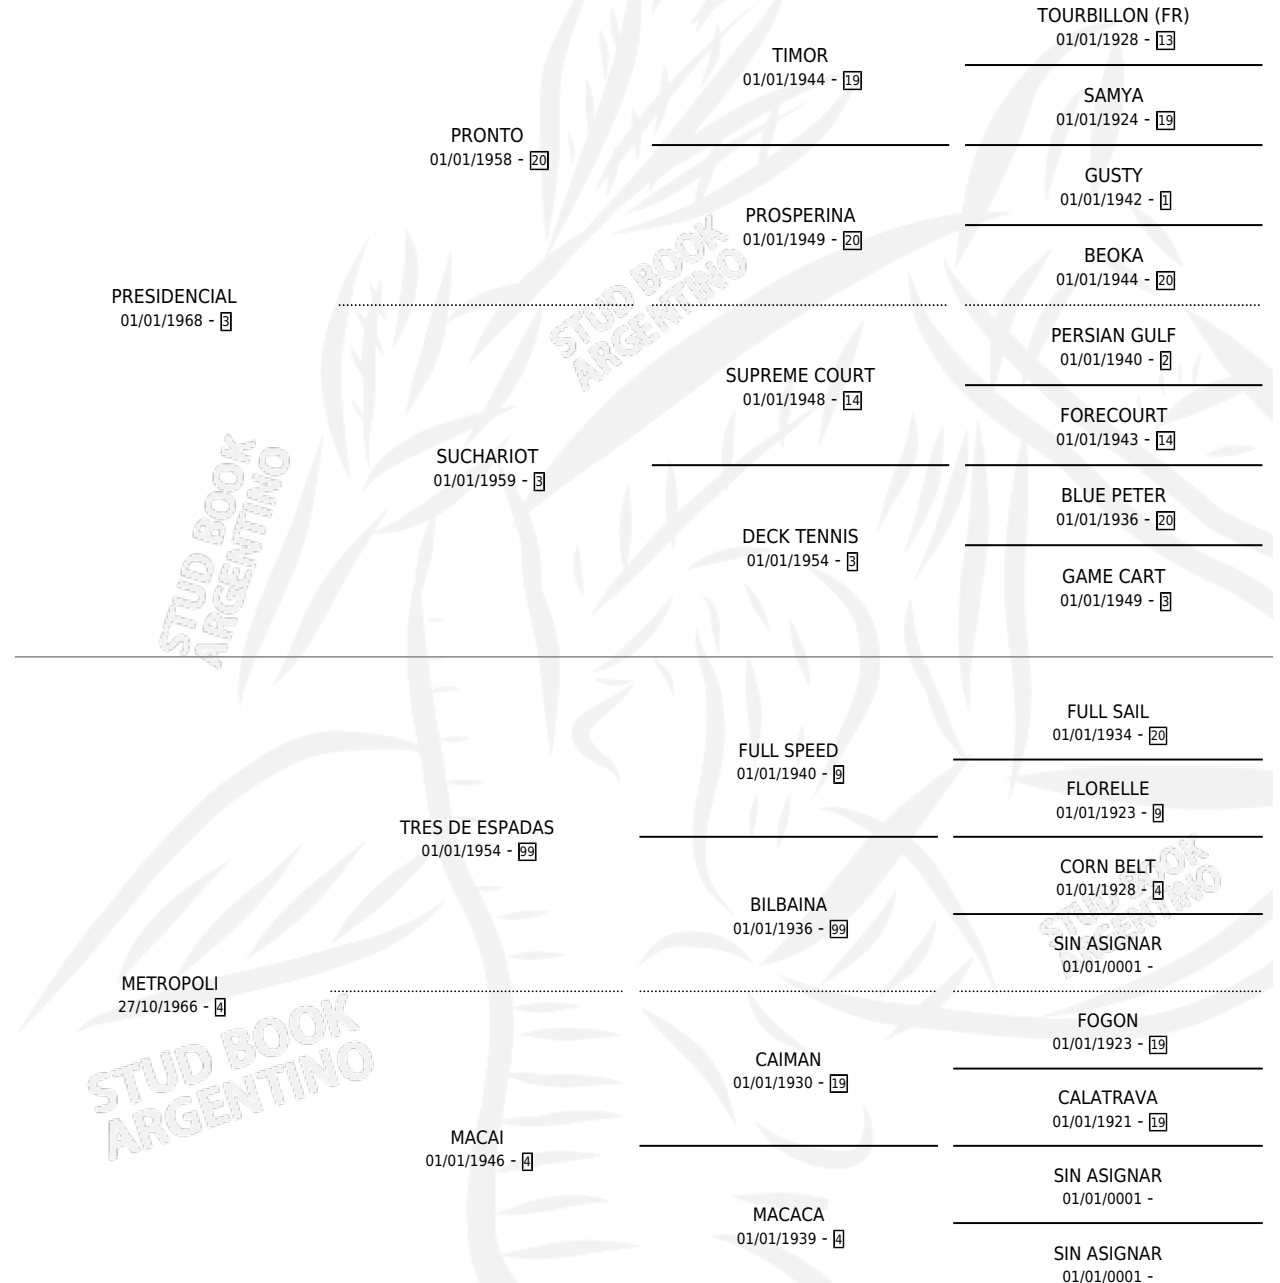 TOURBILLON (FR)
01/01/1928 - 13
TIMOR
01/01/1944 - 19
SAMYA
01/01/1924 - 19
PRONTO
01/01/1958 - 20
GUSTY
01/01/1942 - 1
PROSPERINA
01/01/1949 - 20
BEOKA
01/01/1944 - 20
PRESIDENCIAL
01/01/1968 - 3
PERSIAN GULF
01/01/1940 - 2
SUPREME COURT
01/01/1948 - 14
FORECOURT
01/01/1943 - 14
SUCHARIOT
01/01/1959 - 3
BLUE PETER
01/01/1936 - 20
DECK TENNIS
01/01/1954 - 3
GAME CART
01/01/1949 - 3
STUD BOOK
ARGENTINO
STUD BOOK
ARGENTINO
FULL SAIL
01/01/1934 - 20
FULL SPEED
01/01/1940 - 9
FLORELLE
01/01/1923 - 9
TRES DE ESPADAS
01/01/1954 - 99
CORN BELT
01/01/1928 - 4
BILBAINA
01/01/1936 - 99
SIN ASIGNAR
01/01/0001 -
METROPOLI
27/10/1966 - 4
FOGON
01/01/1923 - 19
CAIMAN
01/01/1930 - 19
CALATRAVA
01/01/1921 - 19
MACAI
01/01/1946 - 4
SIN ASIGNAR
01/01/0001 -
MACACA
01/01/1939 - 4
SIN ASIGNAR
01/01/0001 -
STUD BOOK
ARGENTINO
STUD BOOK
ARGENTINO